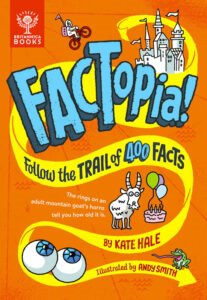 BRITANNICA
BOOKS
FACTopia!
Follow the TRAIL of 400 FACTS
The rings on an
adult mountain goat's horns
tell you how old it is.
BY KATE HALE
Illustrated by ANDY SMITH